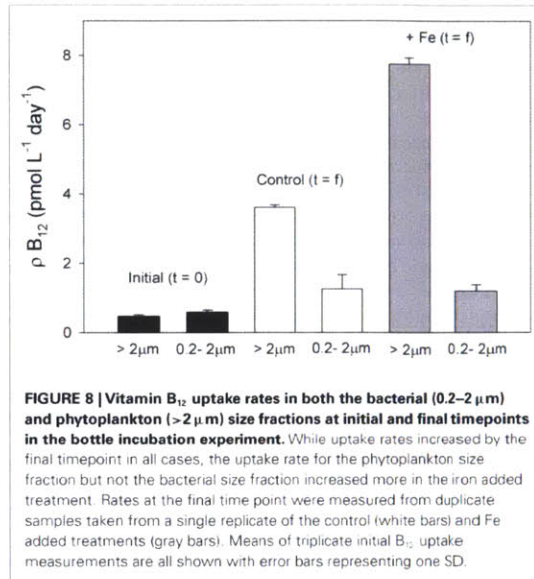 + Fe (t = f)
8
6
Control (t = f)
4
2
Initial (t = 0)
0
ρ B₁₂ (pmol L⁻¹ day⁻¹)
> 2μm 0.2- 2μm > 2μm 0.2- 2μm > 2μm 0.2- 2μm
FIGURE 8 | Vitamin B₁₂ uptake rates in both the bacterial (0.2–2 μm)
and phytoplankton (>2 μm) size fractions at initial and final timepoints
in the bottle incubation experiment. While uptake rates increased by the
final timepoint in all cases, the uptake rate for the phytoplankton size
fraction but not the bacterial size fraction increased more in the iron added
treatment. Rates at the final time point were measured from duplicate
samples taken from a single replicate of the control (white bars) and Fe
added treatments (gray bars). Means of triplicate initial B₁₂ uptake
measurements are all shown with error bars representing one SD.